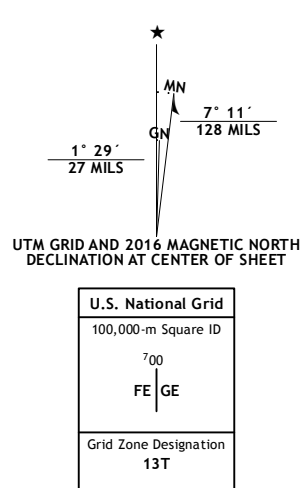 ★
MN
GN
7° 11´
128 MILS
1° 29´
27 MILS
UTM GRID AND 2016 MAGNETIC NORTH
DECLINATION AT CENTER OF SHEET
U.S. National Grid
100,000-m Square ID
⁷00
FE GE
Grid Zone Designation
13T